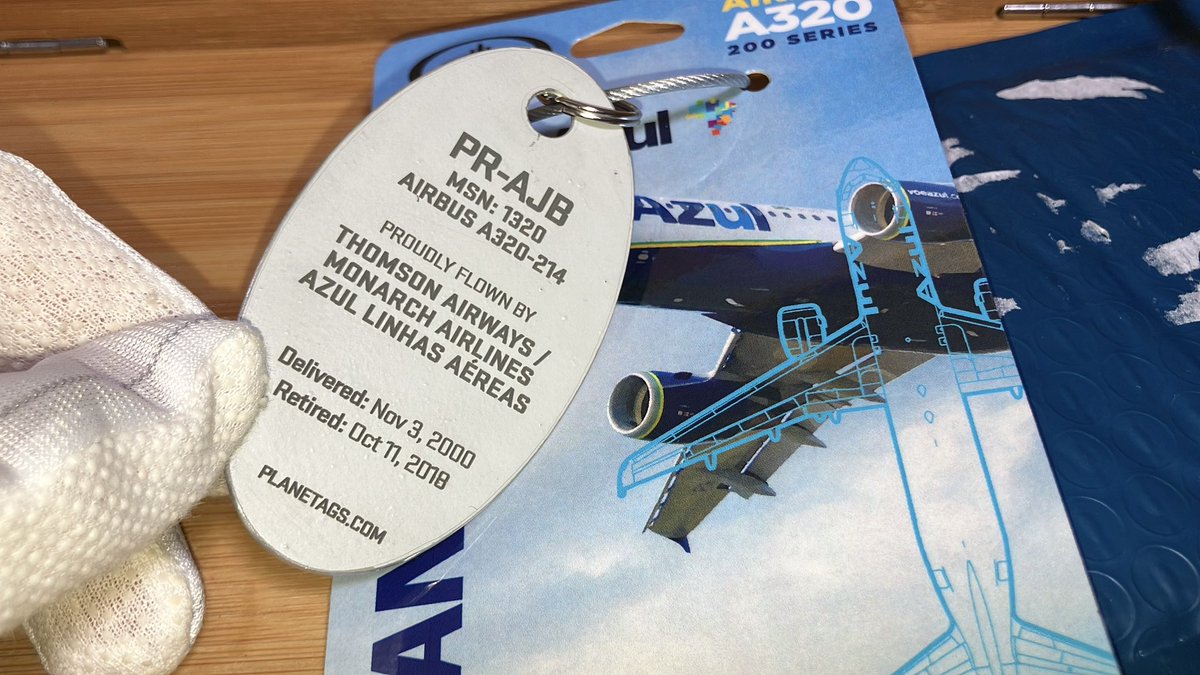 PR-AJB
MSN: 1320
AIRBUS A320-214
PROUDLY FLOWN BY
THOMSON AIRWAYS /
MONARCH AIRLINES
AZUL LINHAS AÉREAS
Delivered: Nov 3, 2000
Retired: Oct 11, 2018
PLANETAGS.COM
A320
200 SERIES
Azul
AZUL
AZUL